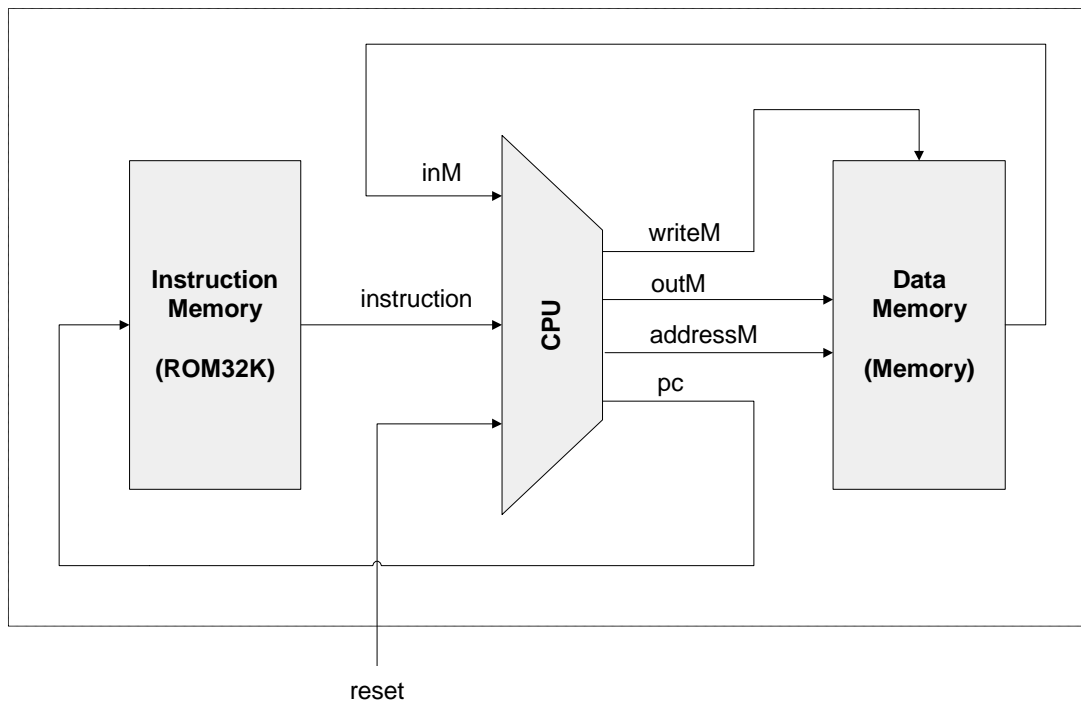 inM
writeM
Instruction
Memory
(ROM32K)
instruction
CPU
outM
addressM
pc
Data
Memory
(Memory)
reset